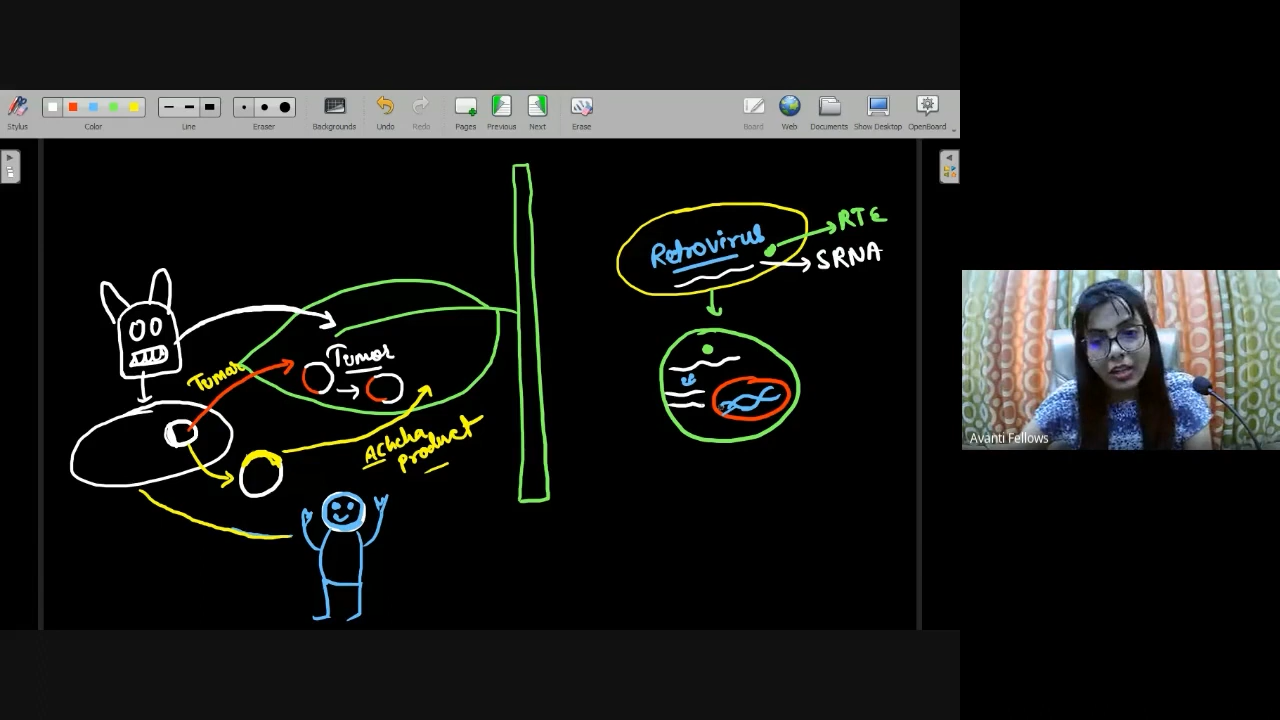 Stylus
Color
Line
Eraser
Backgrounds
Undo
Redo
Pages
Previous
Next
Erase
Board
Web
Documents
Show Desktop
OpenBoard
Retrovirus
RTE
SRNA
Tumor
Tumor
Achcha
product
Avanti Fellows